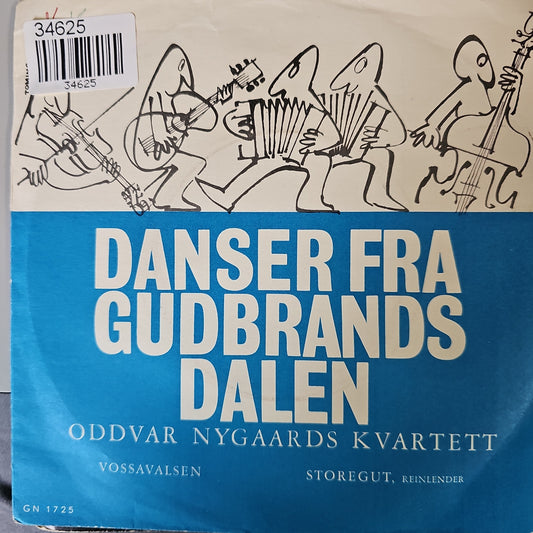 34625
34625
DANSER FRA
GUDBRANDS
DALEN
ODDVAR NYGAARDS KVARTETT
VOSSAVALSEN
STOREGUT, REINLENDER
GN 1725